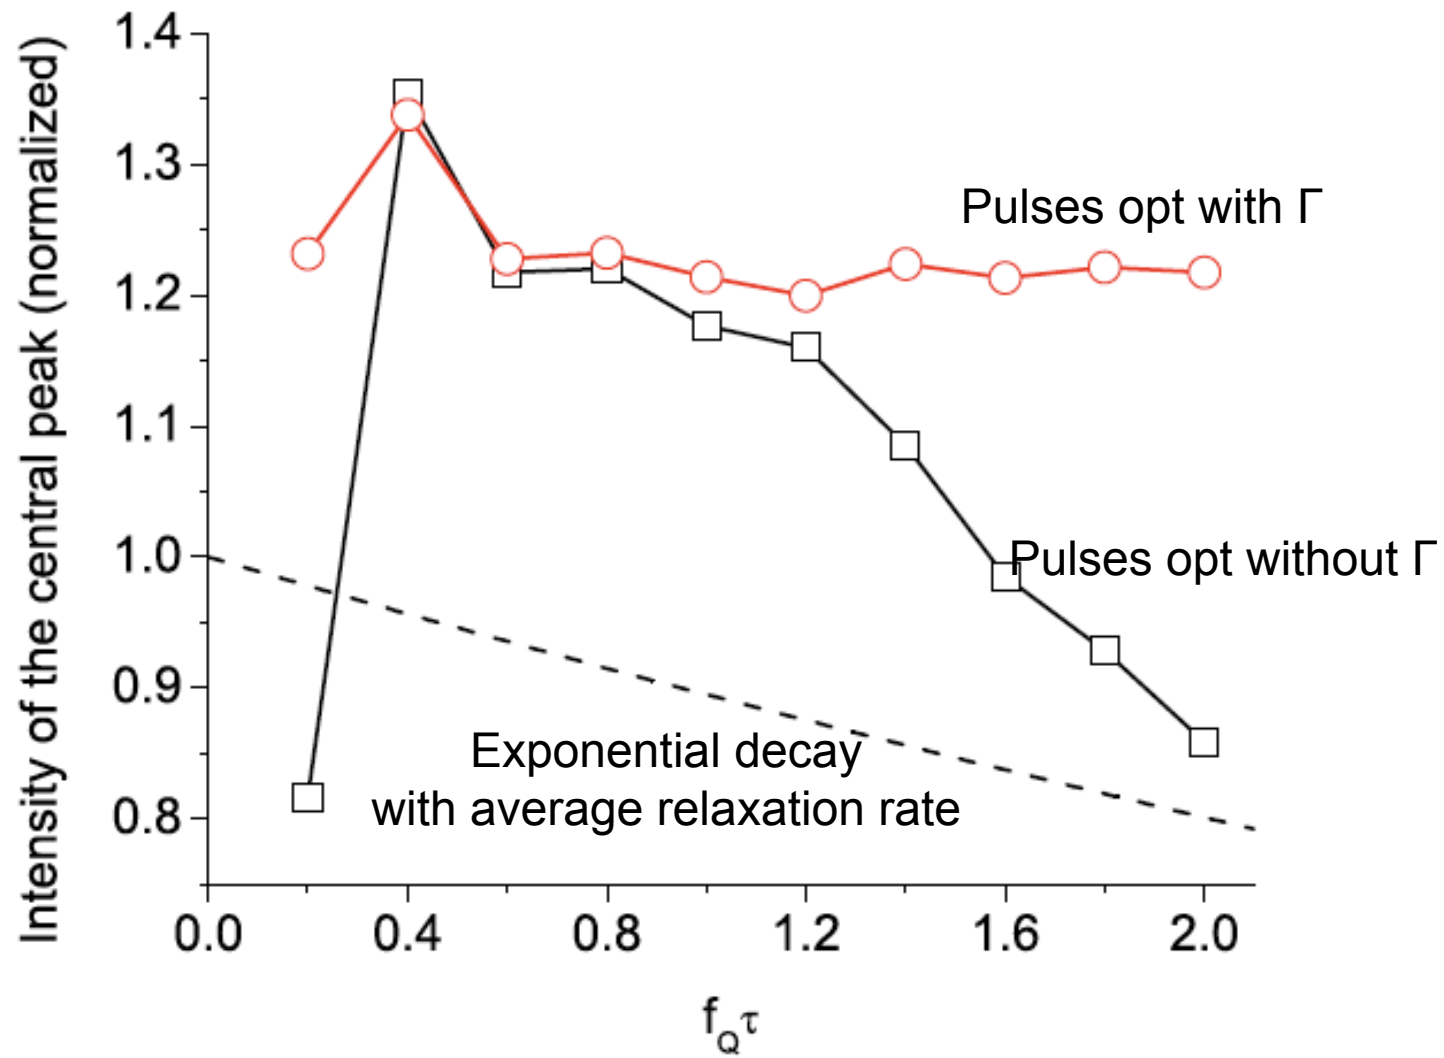 Intensity of the central peak (normalized)
1.4
1.3
1.2
1.1
1.0
0.9
0.8
Pulses opt with Γ
Pulses opt without Γ
Exponential decay
with average relaxation rate
0.0 0.4 0.8 1.2 1.6 2.0
f_Qτ